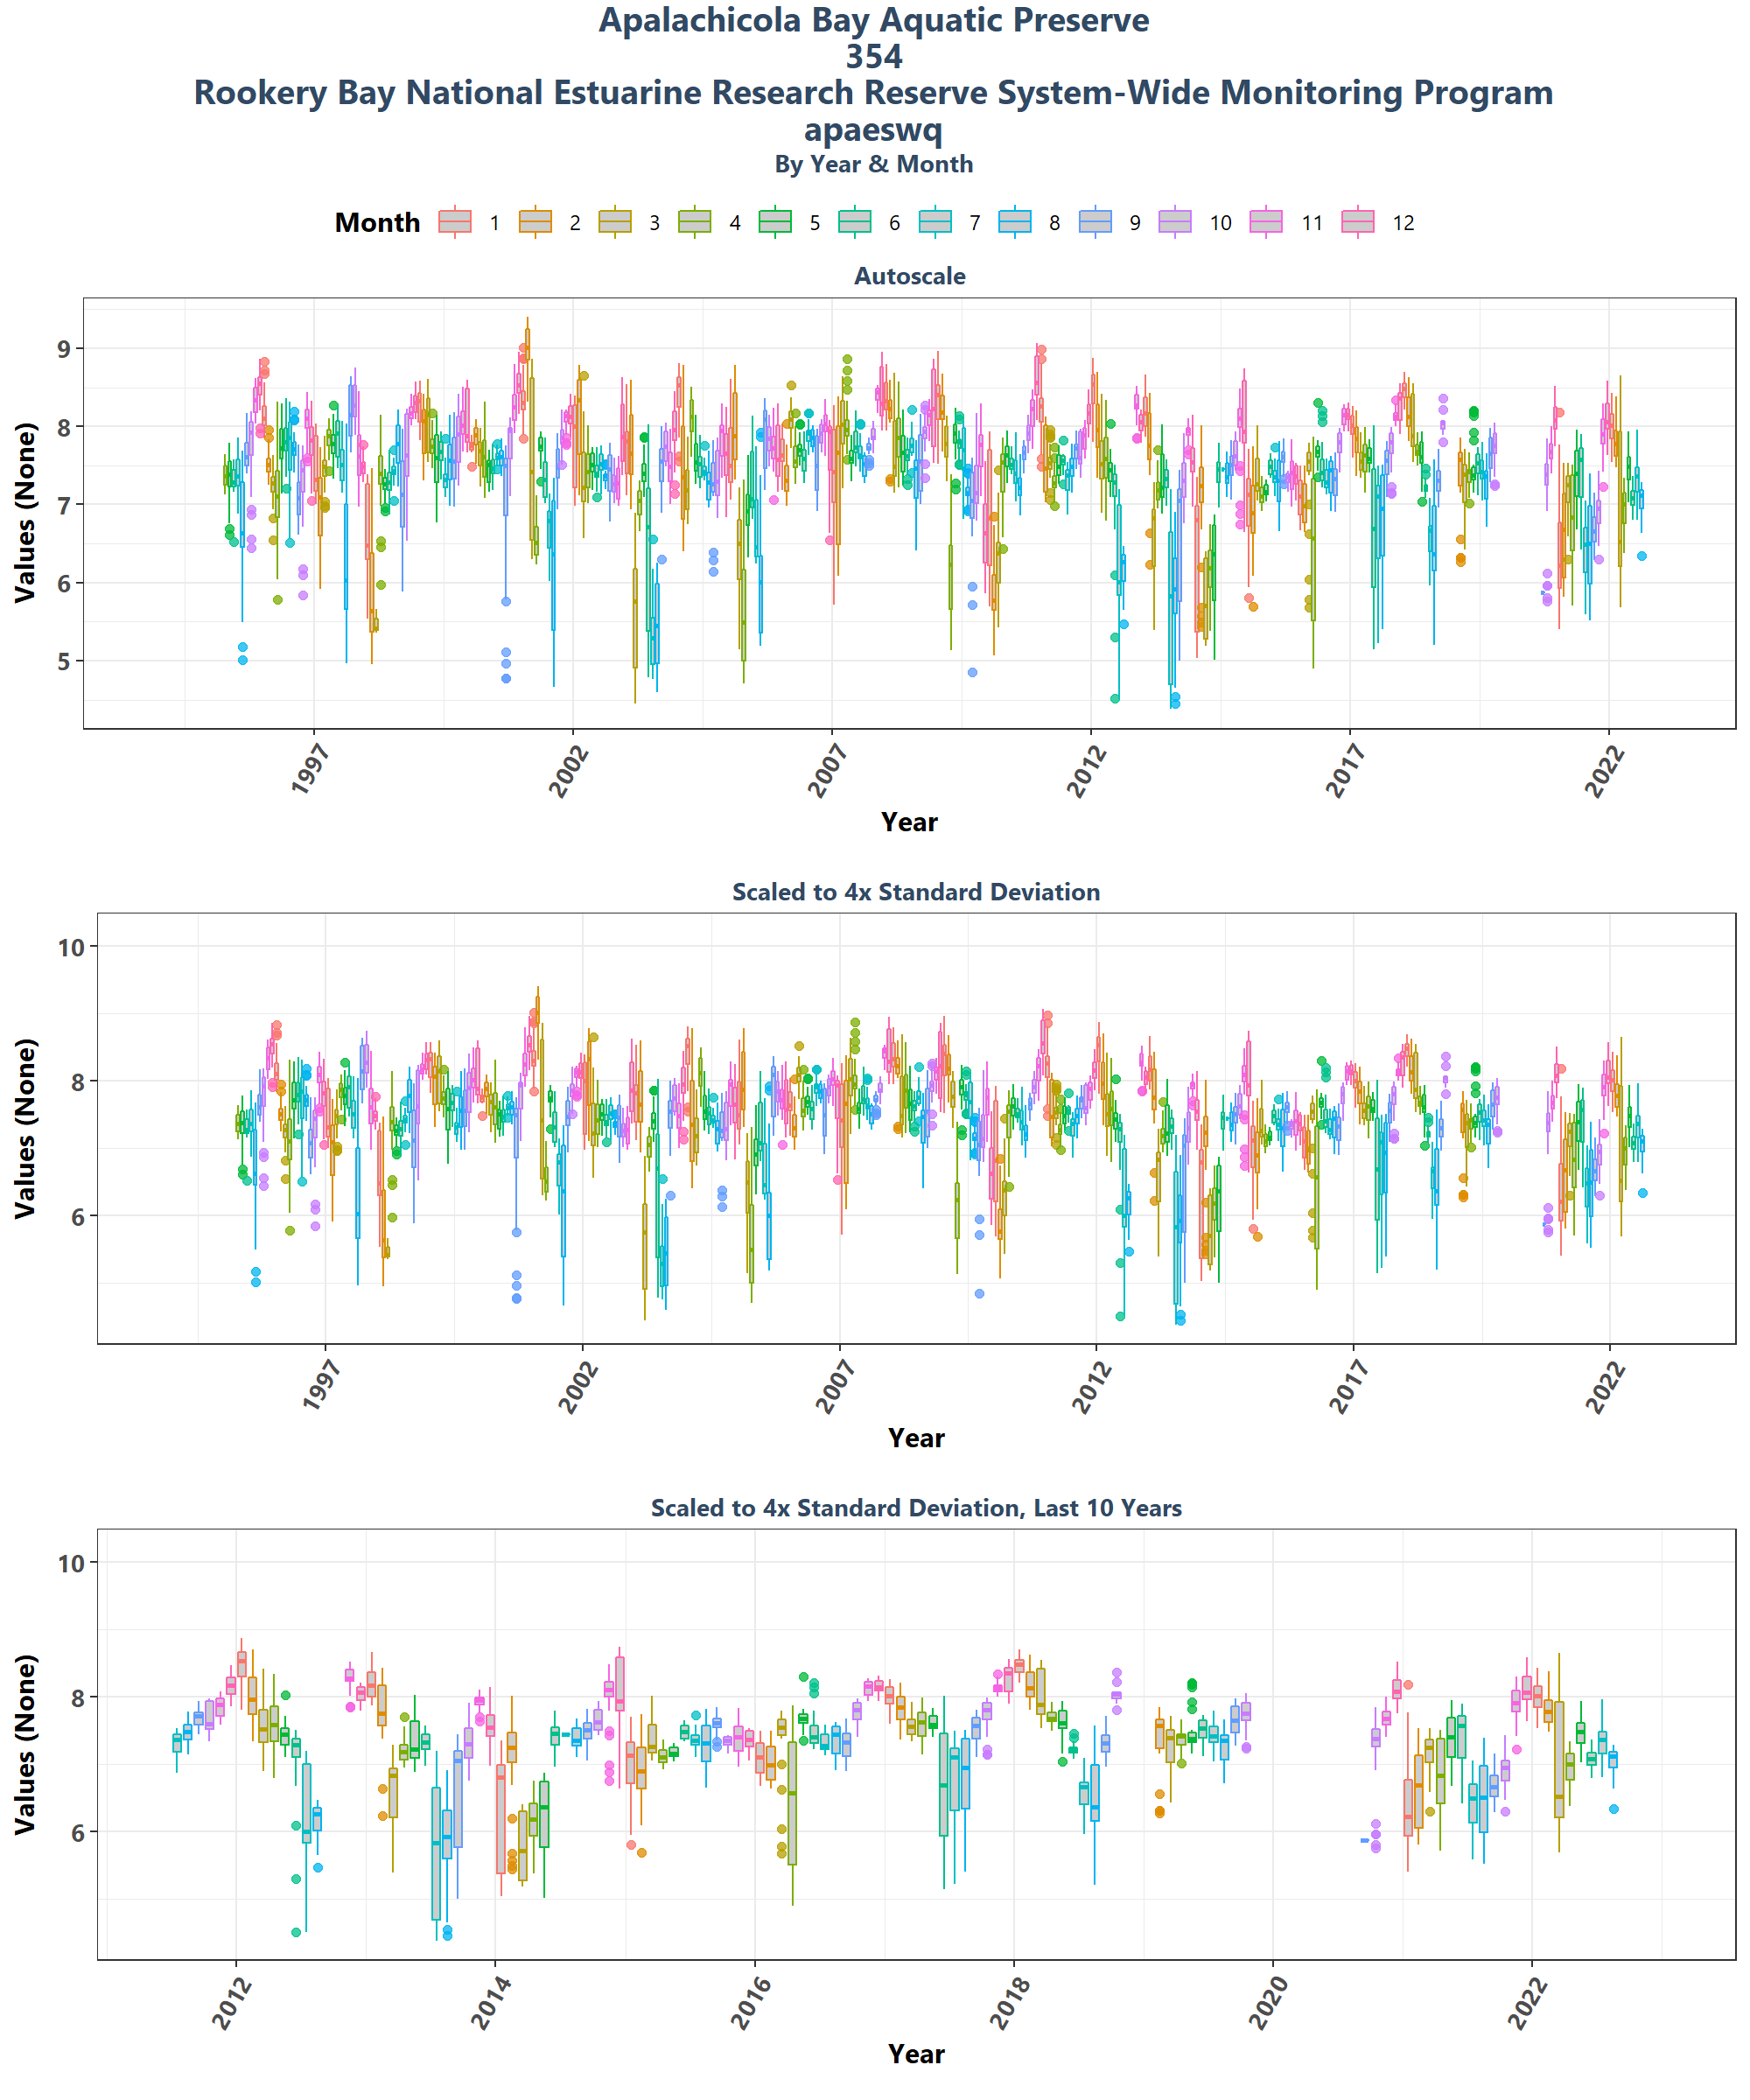 Apalachicola Bay Aquatic Preserve
354
Rookery Bay National Estuarine Research Reserve System-Wide Monitoring Program
apaeswq
By Year & Month
Month 1 2 3 4 5 6 7 8 9 10 11 12
Autoscale
Values (None)
9
8
7
6
5
1997 2002 2007 2012 2017 2022
Year
Scaled to 4x Standard Deviation
Values (None)
10
8
6
1997 2002 2007 2012 2017 2022
Year
Scaled to 4x Standard Deviation, Last 10 Years
Values (None)
10
8
6
2012 2014 2016 2018 2020 2022
Year